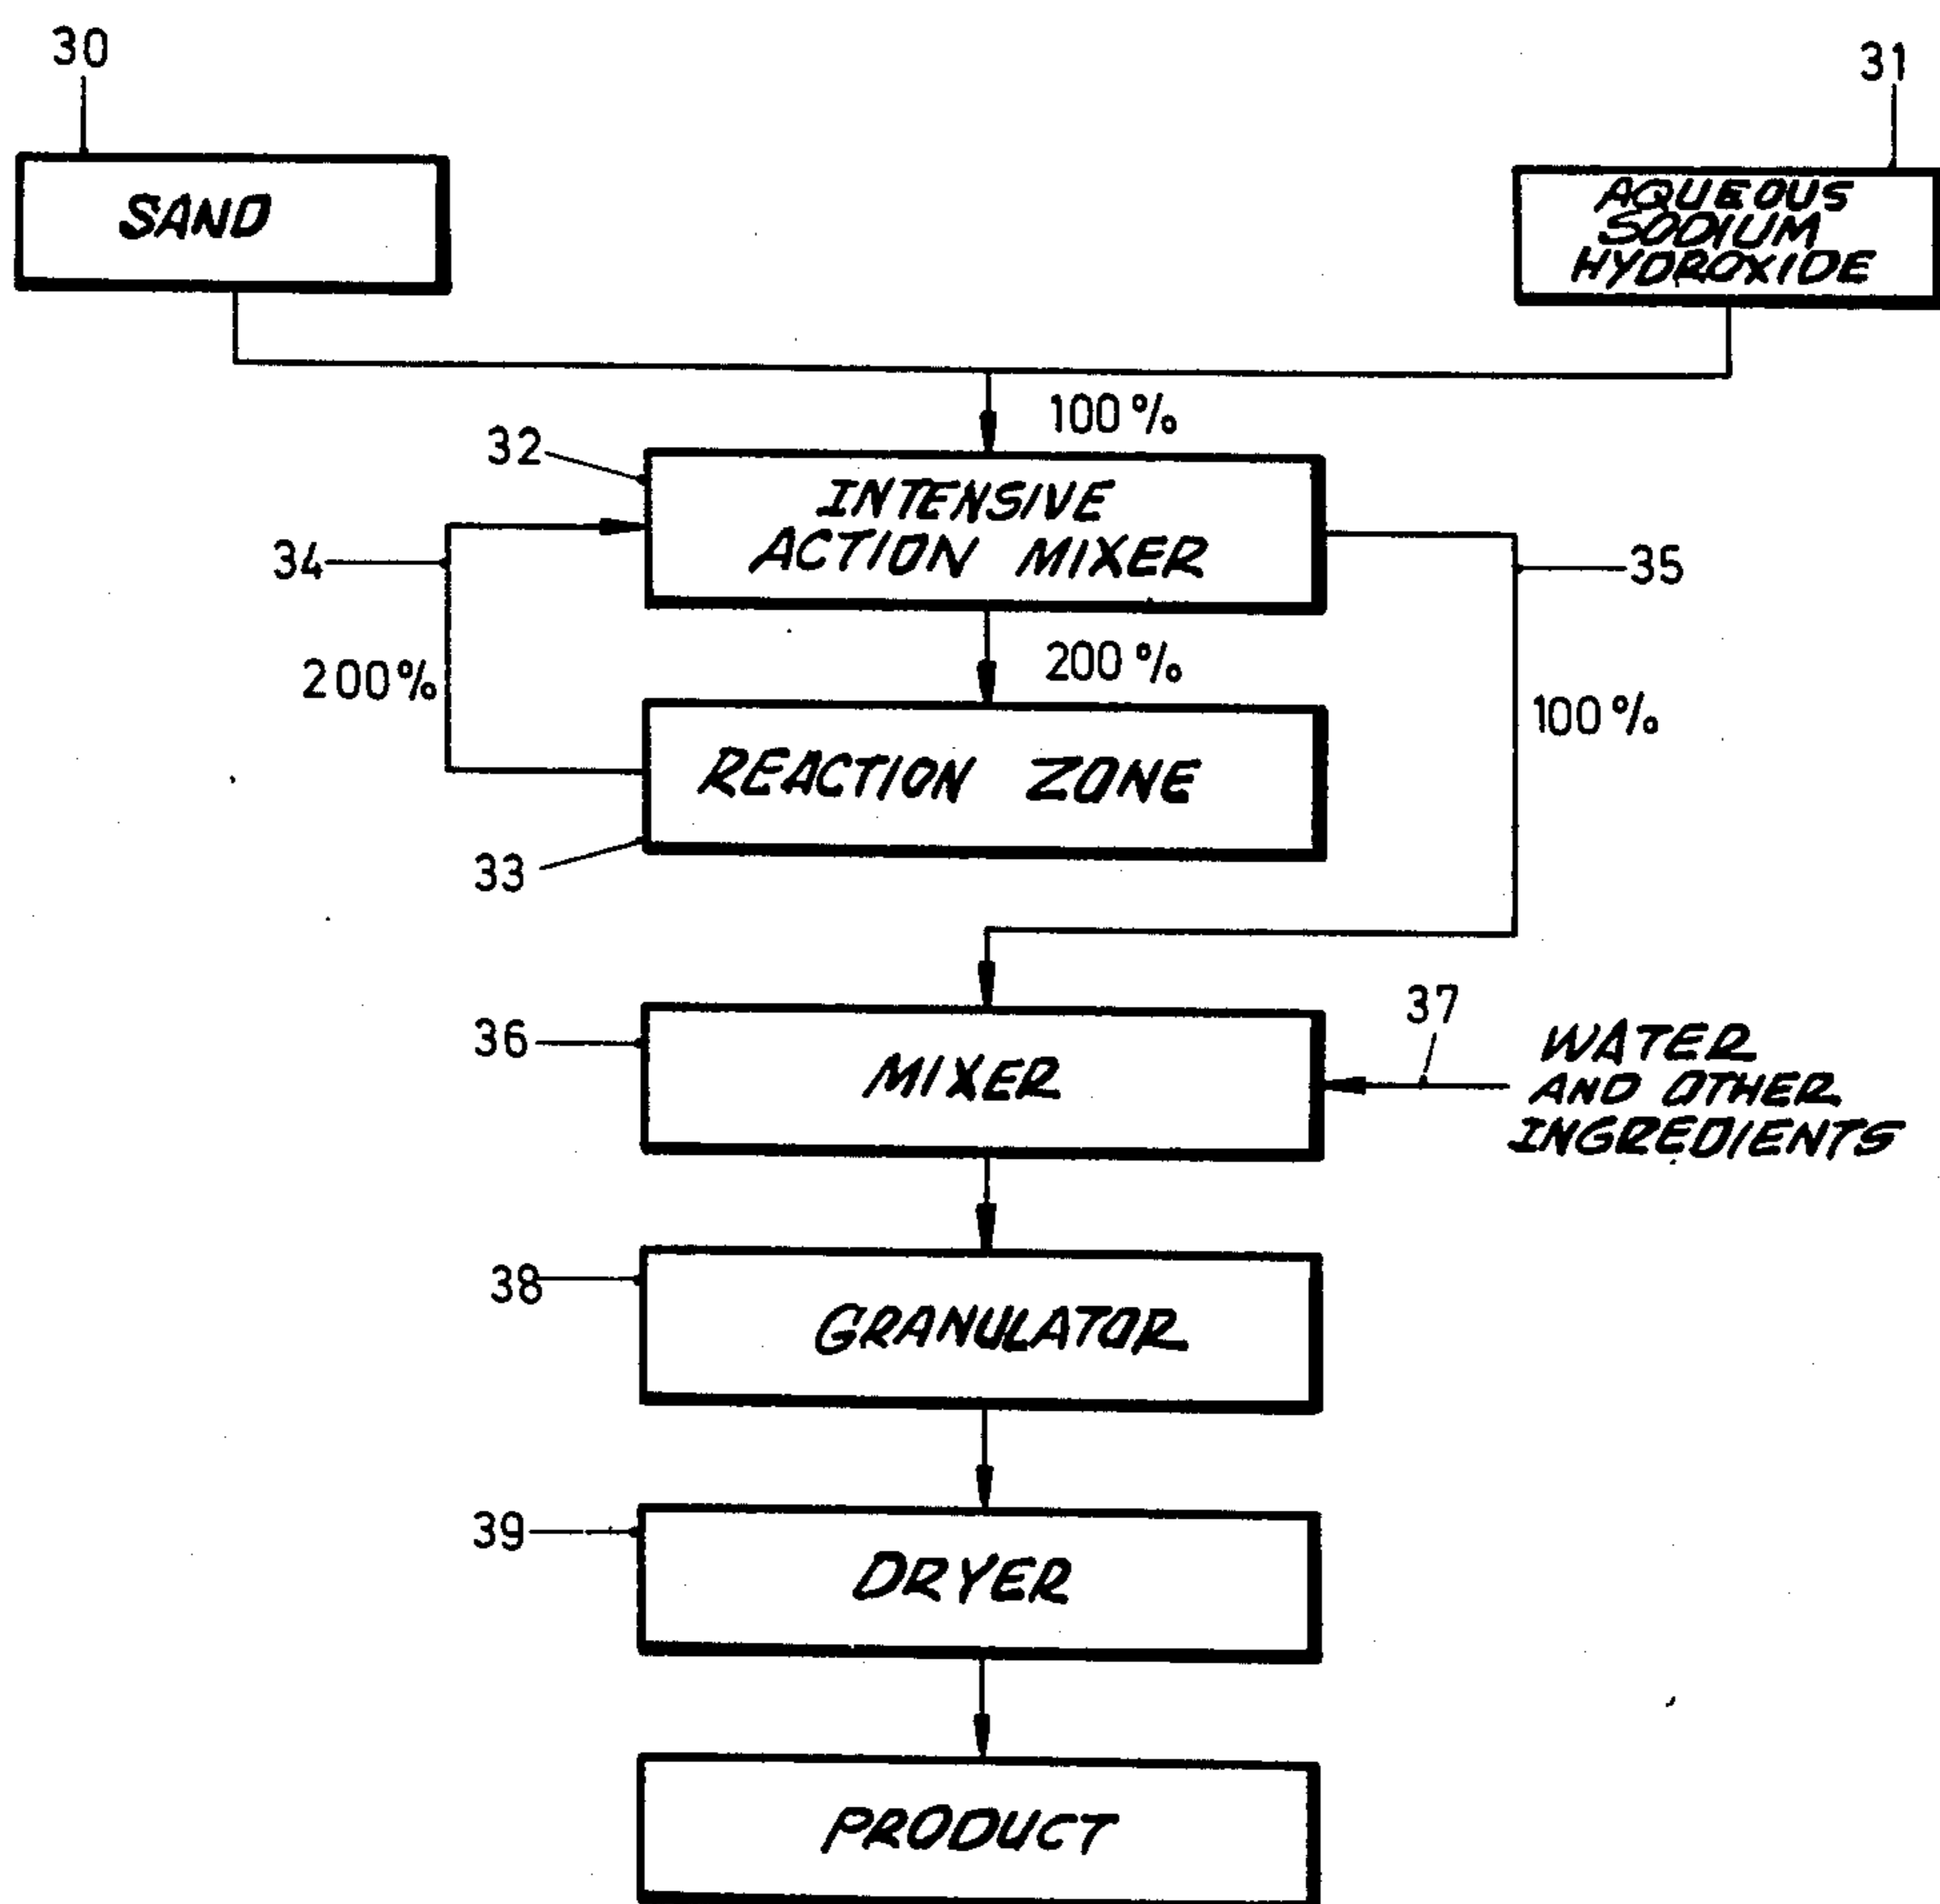 30
31
SAND
AQUEOUS
SODIUM
HYDROXIDE
100%
32
INTENSIVE
ACTION MIXER
34
35
200%
200%
100%
REACTION ZONE
33
36
MIXER
37
WATER
AND OTHER
INGREDIENTS
38
GRANULATOR
39
DRYER
PRODUCT